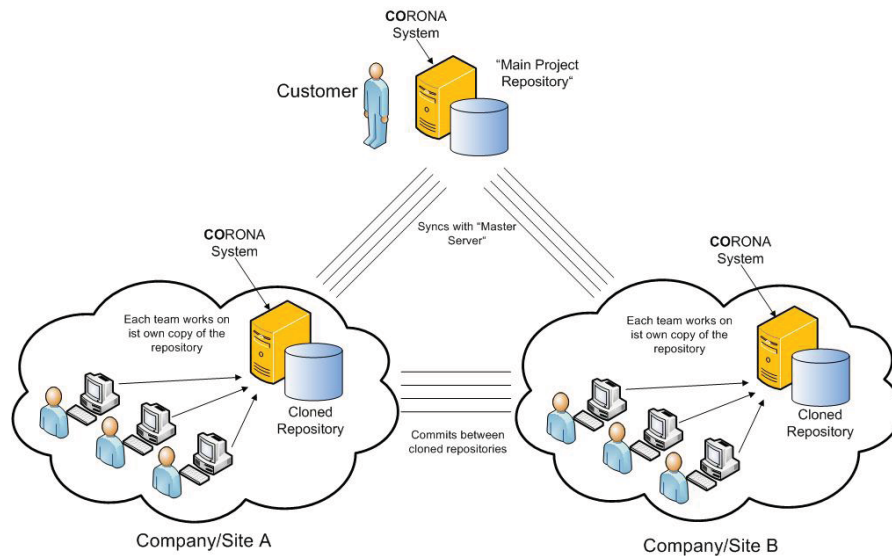 CORONA
System
"Main Project
Repository"
Customer
Syncs with "Master
Server"
CORONA
System
Each team works on
ist own copy of the
repository
Cloned
Repository
Company/Site A
Commits between
cloned repositories
CORONA
System
Each team works on
ist own copy of the
repository
Cloned
Repository
Company/Site B